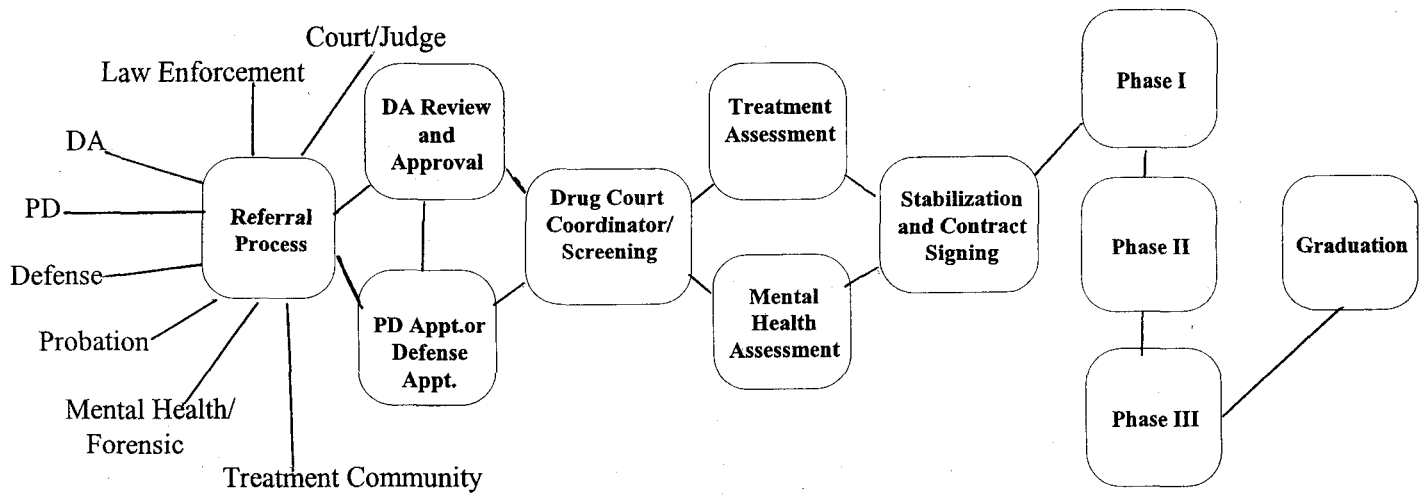 Court/Judge
Law Enforcement
DA
PD
Defense
Probation
Mental Health/
Forensic
Treatment Community
Referral
Process
DA Review
and
Approval
PD Appt.or
Defense
Appt.
Drug Court
Coordinator/
Screening
Treatment
Assessment
Mental
Health
Assessment
Stabilization
and Contract
Signing
Phase I
Phase II
Phase III
Graduation